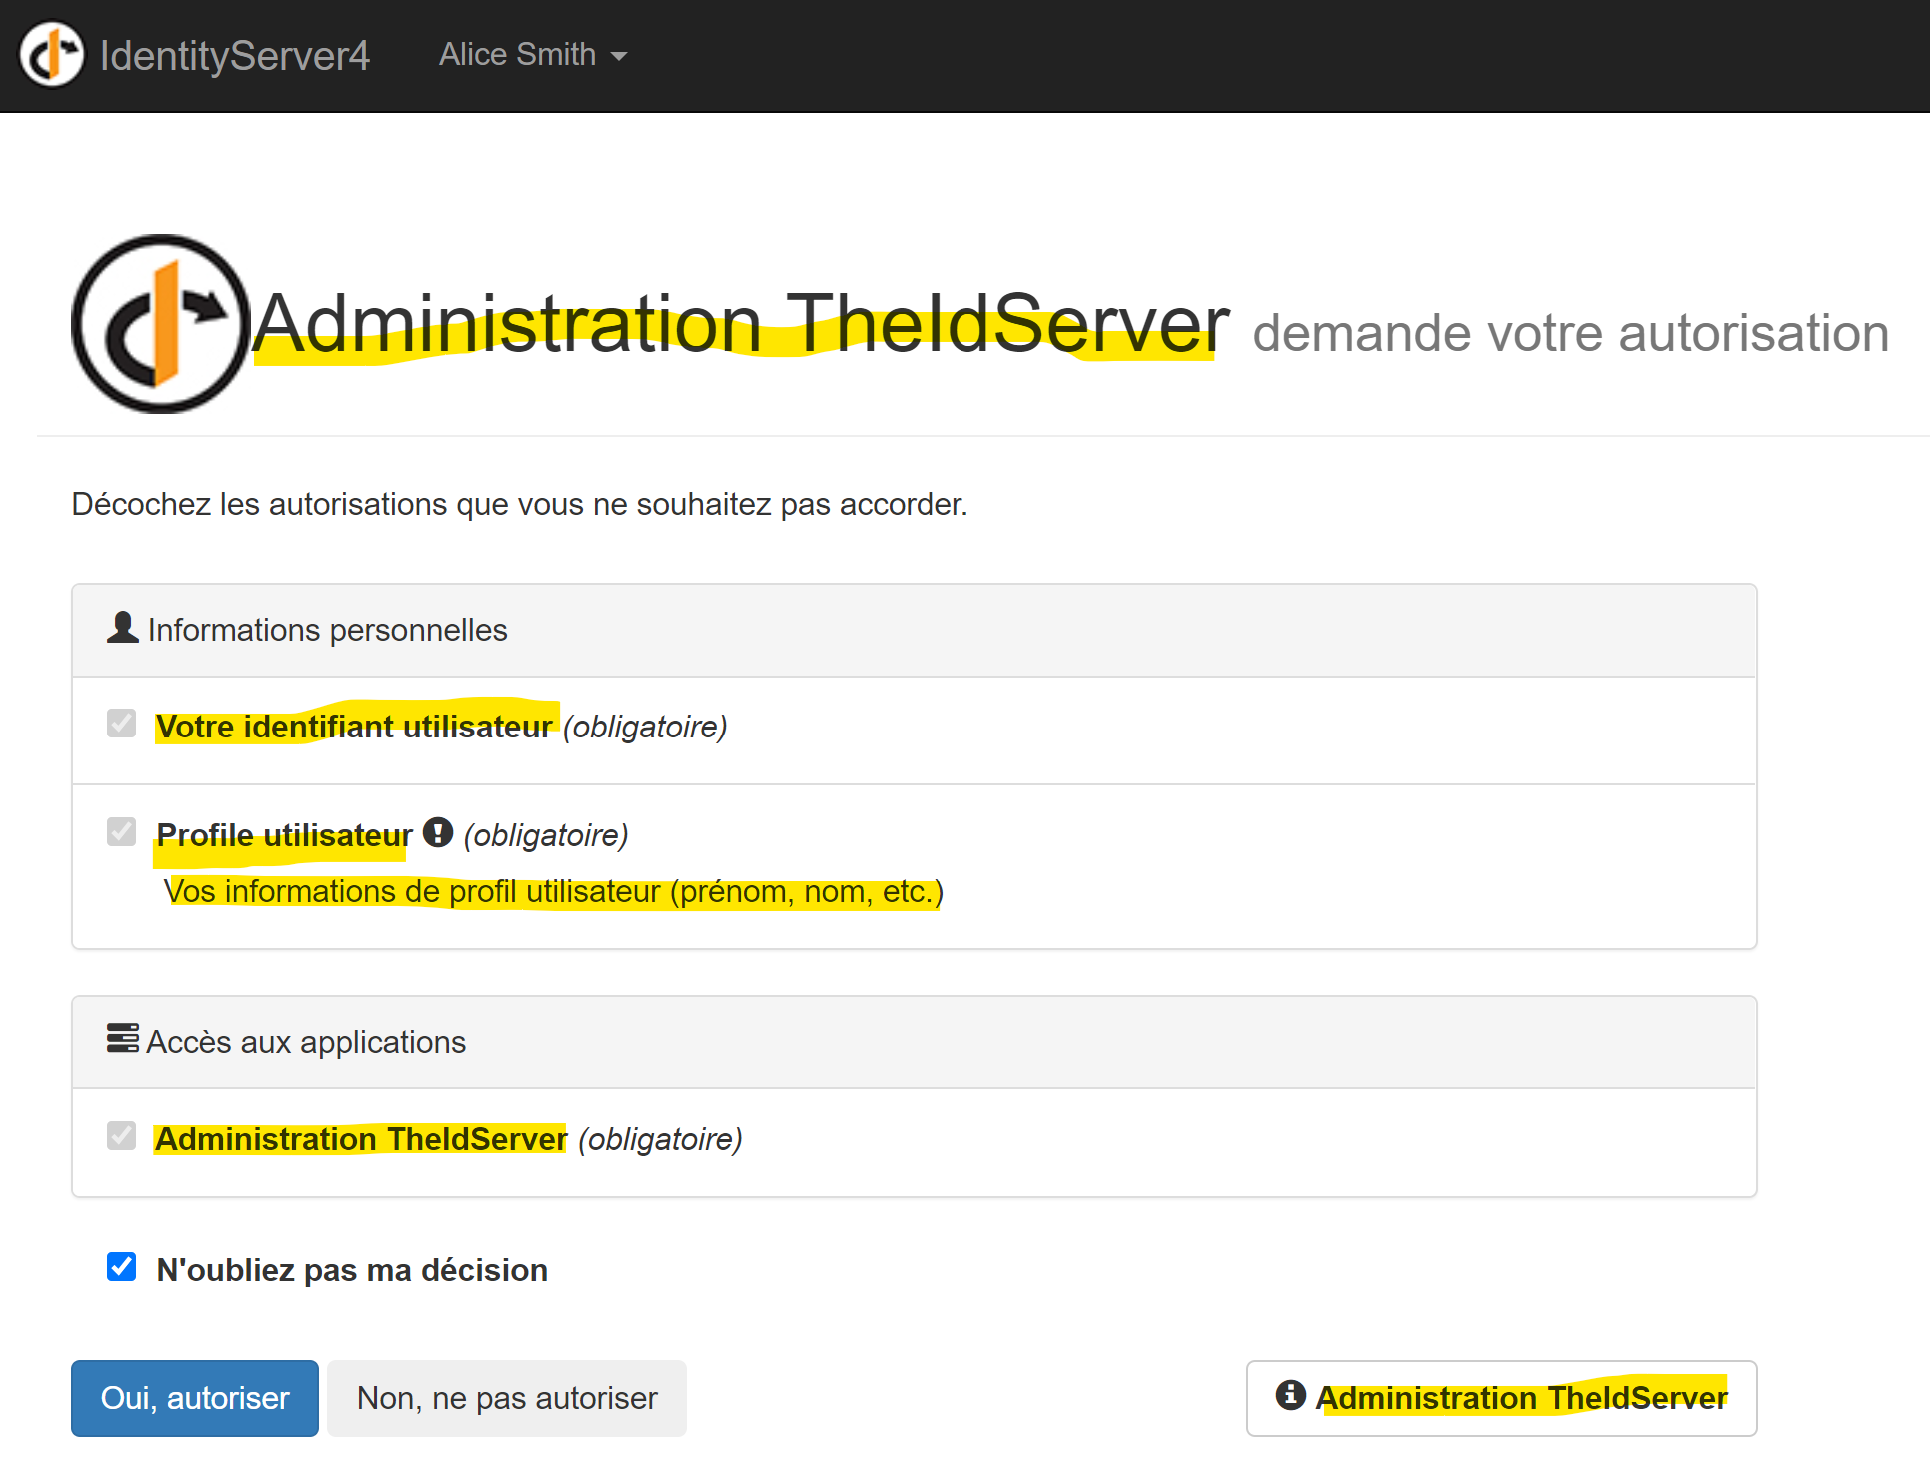 IdentityServer4 Alice Smith
Administration TheIdServer demande votre autorisation
Décochez les autorisations que vous ne souhaitez pas accorder.
Informations personnelles
Votre identifiant utilisateur (obligatoire)
Profile utilisateur (obligatoire)
Vos informations de profil utilisateur (prénom, nom, etc.)
Accès aux applications
Administration TheIdServer (obligatoire)
N'oubliez pas ma décision
Oui, autoriser Non, ne pas autoriser Administration TheIdServer